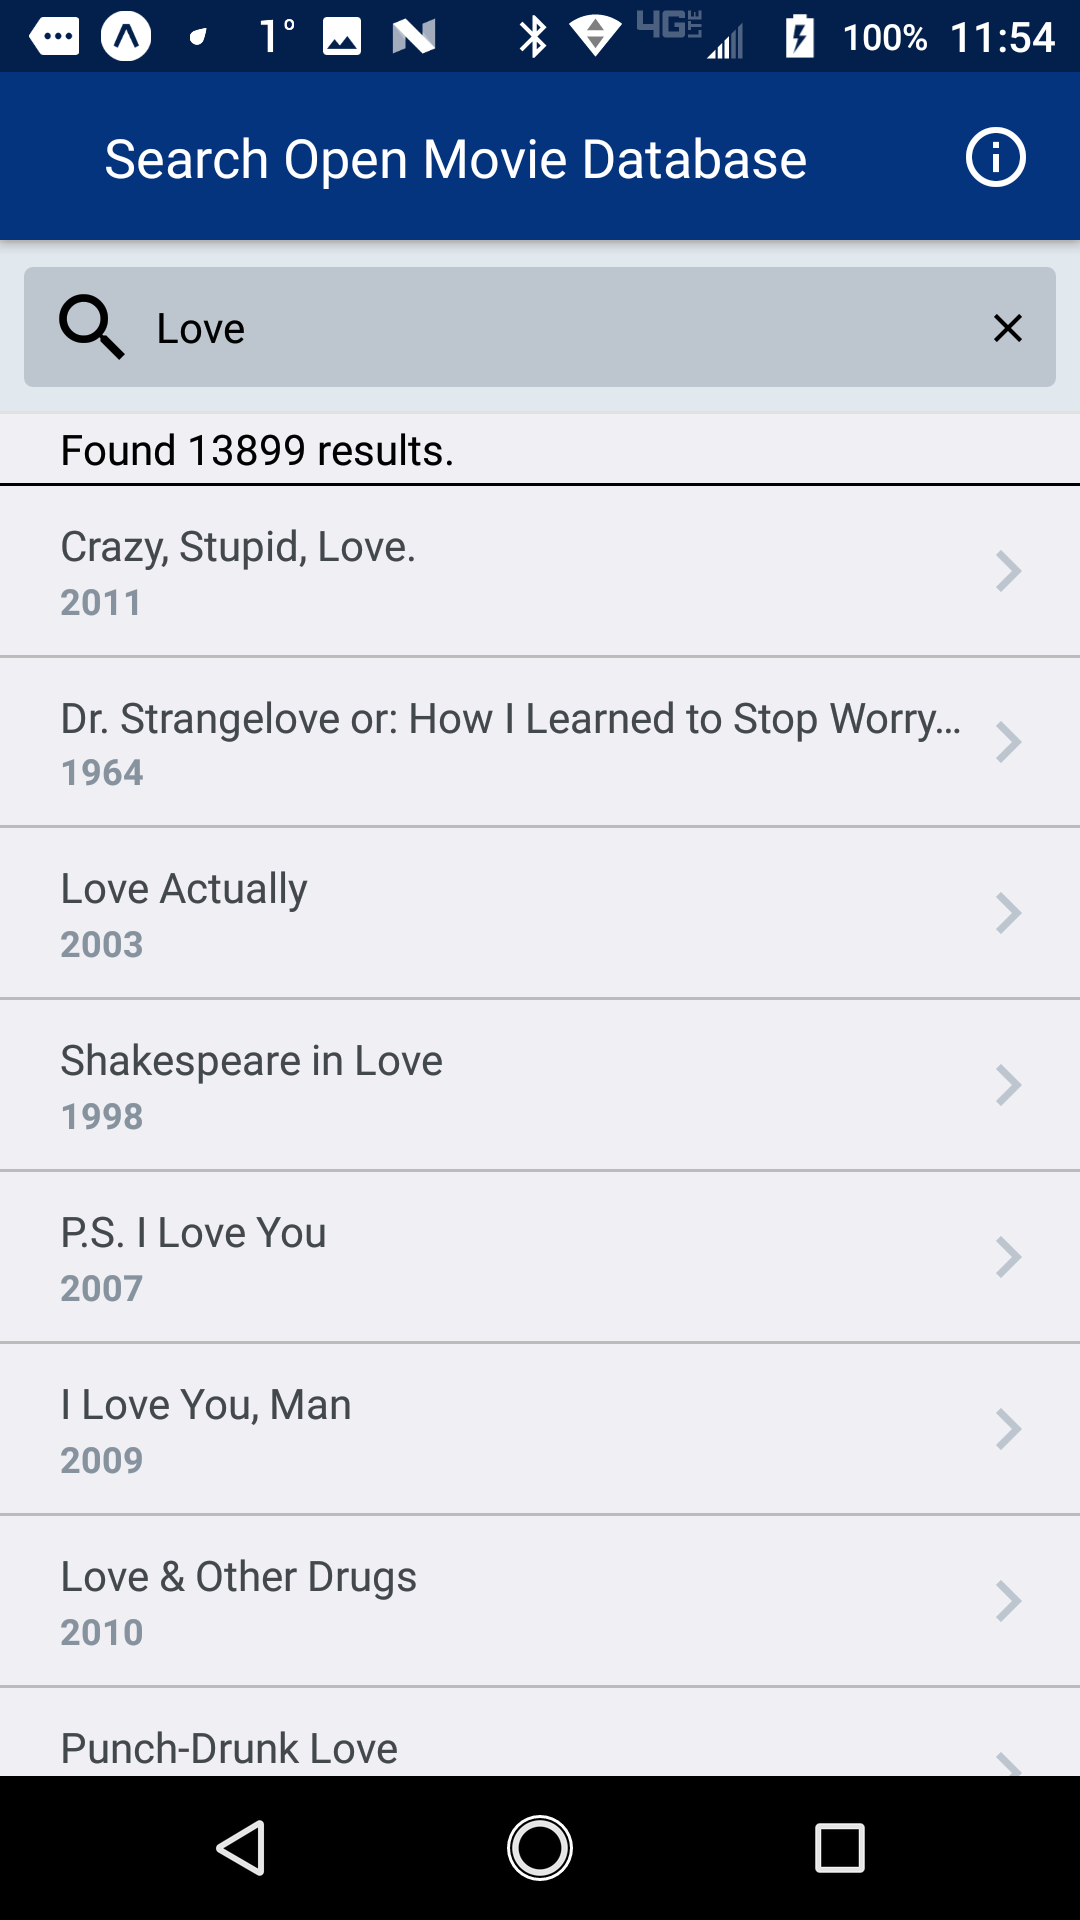 1° 4G LTE 100% 11:54
Search Open Movie Database
Love
Found 13899 results.
Crazy, Stupid, Love.
2011
Dr. Strangelove or: How I Learned to Stop Worry...
1964
Love Actually
2003
Shakespeare in Love
1998
P.S. I Love You
2007
I Love You, Man
2009
Love & Other Drugs
2010
Punch-Drunk Love